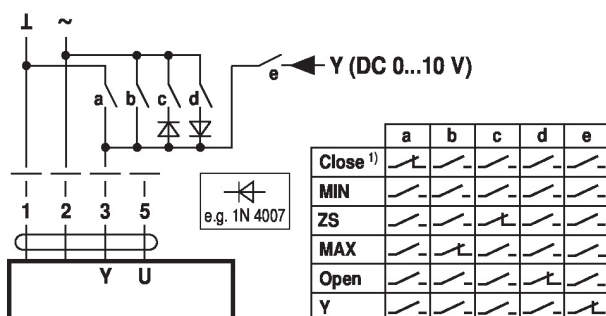 ⊥ ~
a b c d e Y (DC 0...10 V)
1 2 3 5
e.g. 1N 4007
Y U
a b c d e
Close 1)
MIN
ZS
MAX
Open
Y